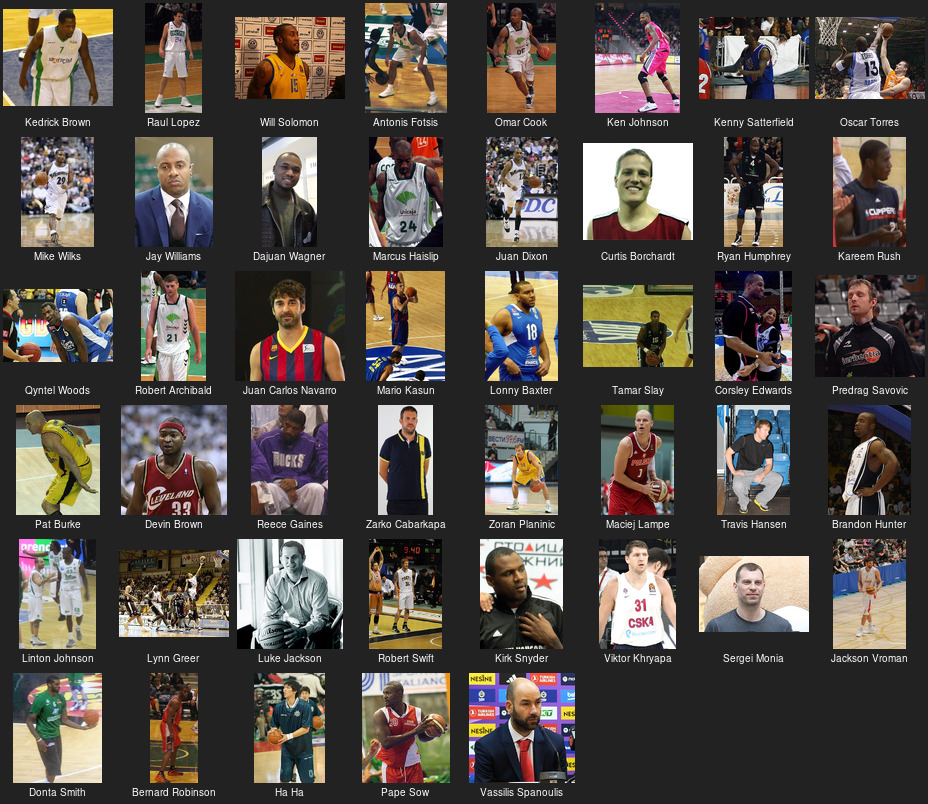 Kedrick Brown
Raul Lopez
Will Solomon
Antonis Fotsis
Omar Cook
Ken Johnson
Kenny Satterfield
Oscar Torres
Mike Wilks
Jay Williams
Dajuan Wagner
Marcus Haislip
Juan Dixon
Curtis Borchardt
Ryan Humphrey
Kareem Rush
Qyntel Woods
Robert Archibald
Juan Carlos Navarro
Mario Kasun
Lonny Baxter
Tamar Slay
Corsley Edwards
Predrag Savovic
Pat Burke
Devin Brown
Reece Gaines
Zarko Cabarkapa
Zoran Planinic
Maciej Lampe
Travis Hansen
Brandon Hunter
Linton Johnson
Lynn Greer
Luke Jackson
Robert Swift
Kirk Snyder
Viktor Khryapa
Sergei Monia
Jackson Vroman
Donta Smith
Bernard Robinson
Ha Ha
Pape Sow
Vassilis Spanoulis